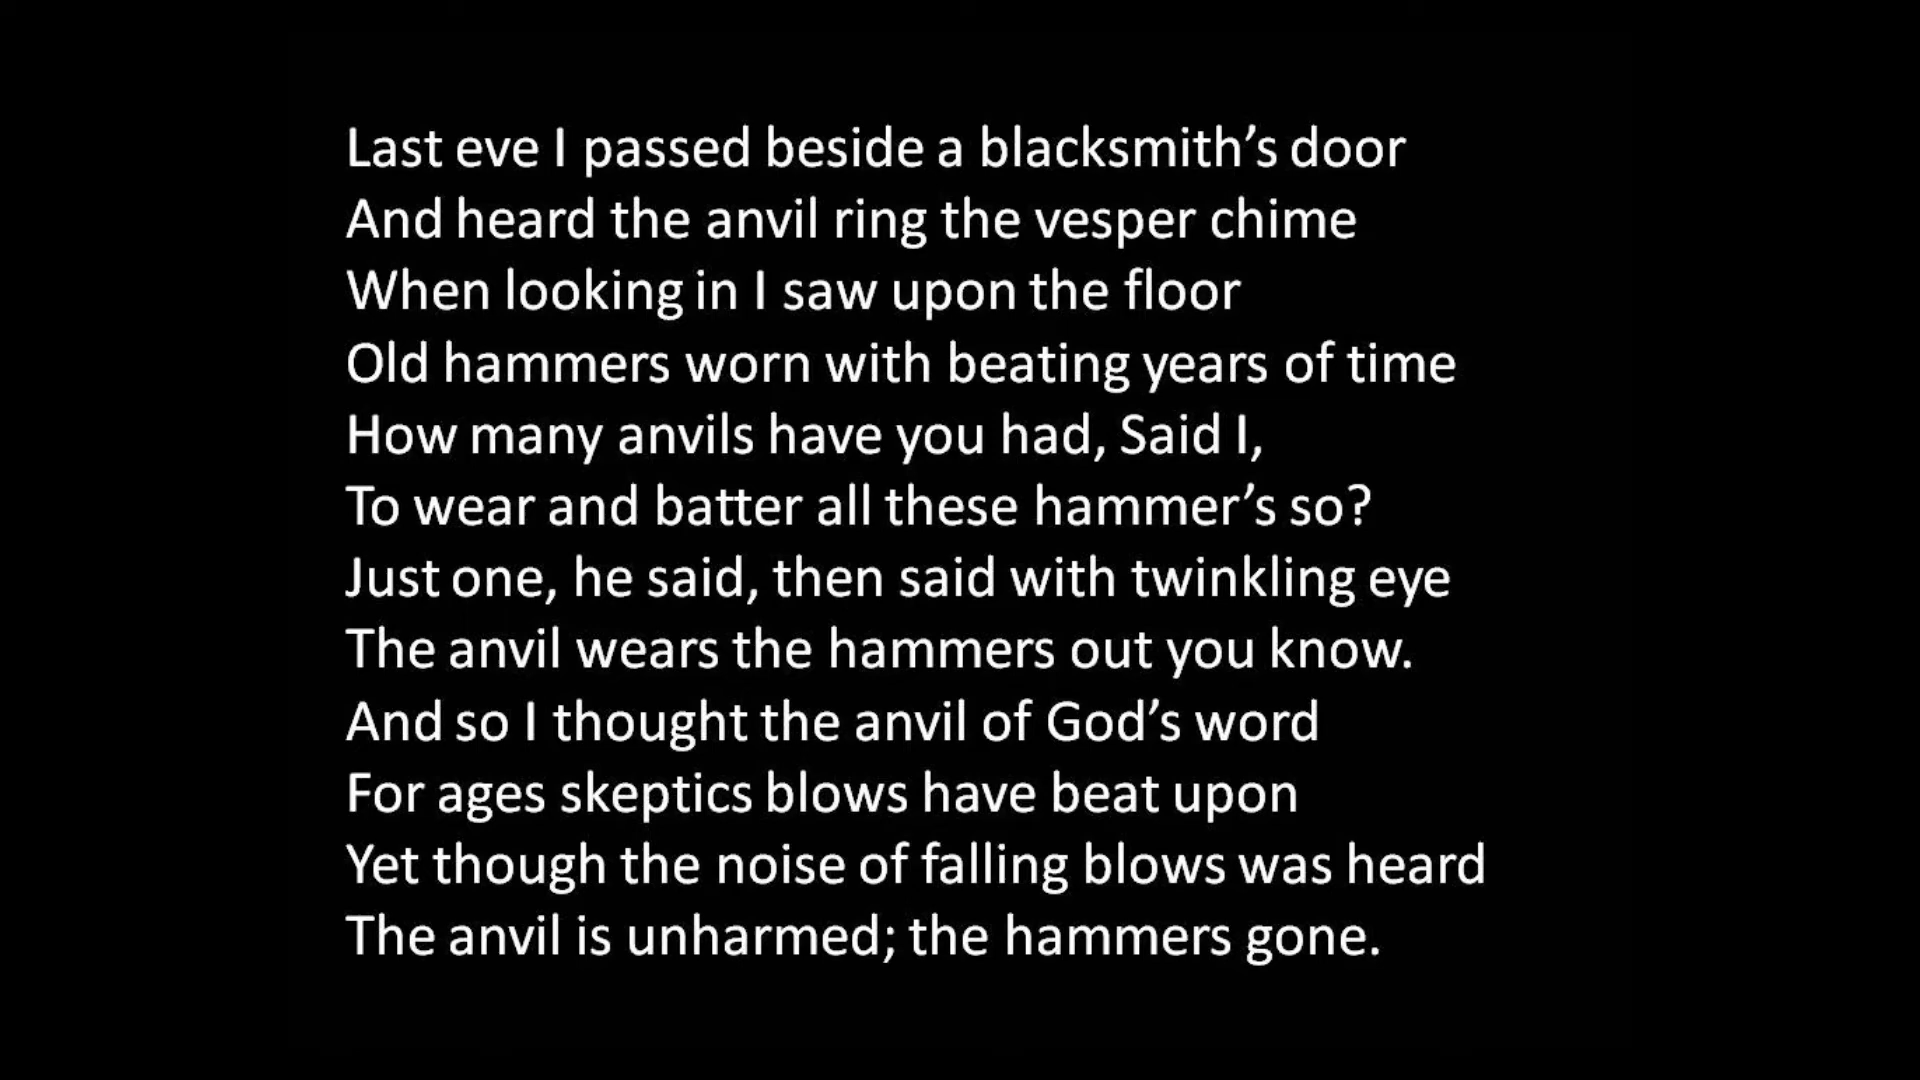 Last eve I passed beside a blacksmith’s door
And heard the anvil ring the vesper chime
When looking in I saw upon the floor
Old hammers worn with beating years of time
How many anvils have you had, Said I,
To wear and batter all these hammer’s so?
Just one, he said, then said with twinkling eye
The anvil wears the hammers out you know.
And so I thought the anvil of God’s word
For ages skeptics blows have beat upon
Yet though the noise of falling blows was heard
The anvil is unharmed; the hammers gone.